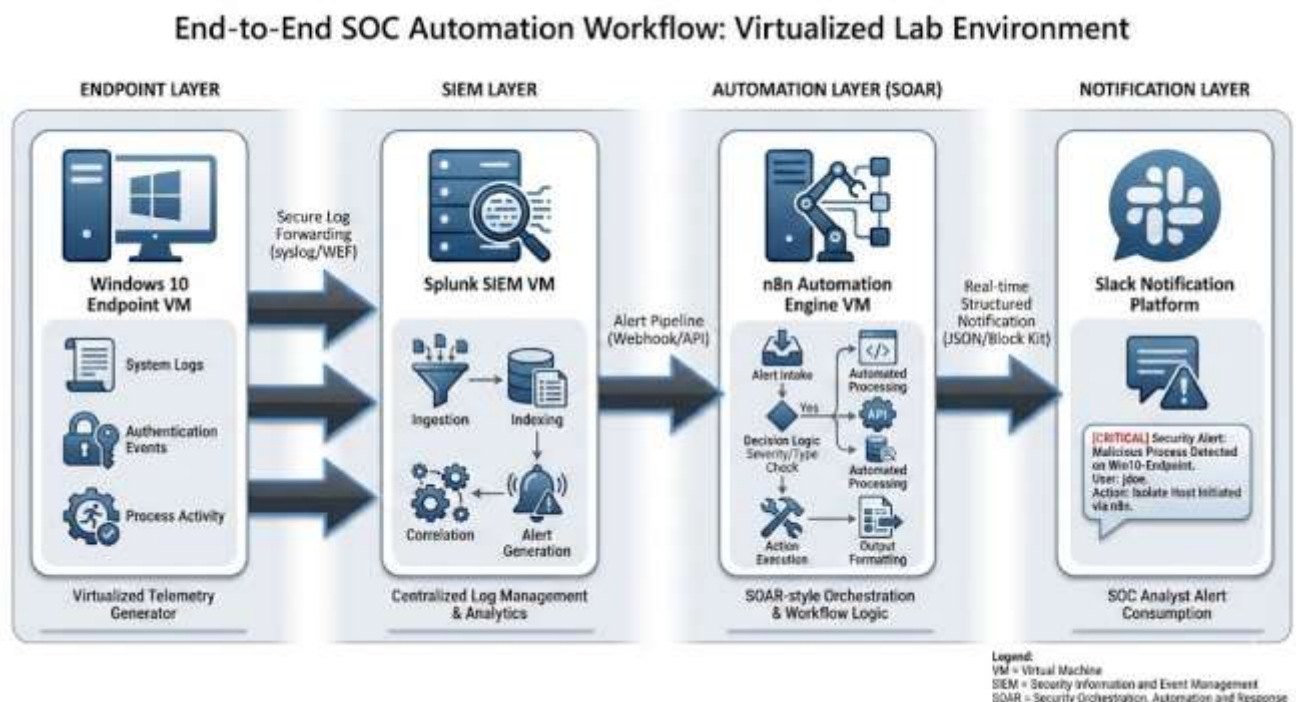 End-to-End SOC Automation Workflow: Virtualized Lab Environment
ENDPOINT LAYER
SIEM LAYER
AUTOMATION LAYER (SOAR)
NOTIFICATION LAYER
Windows 10
Endpoint VM
System Logs
Authentication
Events
Process Activity
Virtualized Telemetry
Generator
Secure Log
Forwarding
(syslog/WEF)
Splunk SIEM VM
Ingestion
Indexing
Correlation
Alert
Generation
Centralized Log Management
& Analytics
Alert Pipeline
(Webhook/API)
n8n Automation
Engine VM
Alert Intake
</>
Automated
Processing
Yes
API
Decision Logic
Severity/Type
Check
Automated
Processing
Action
Execution
Output
Formatting
SOAR-style Orchestration
& Workflow Logic
Real-time
Structured
Notification
(JSON/Block Kit)
Slack Notification
Platform
[CRITICAL] Security Alert:
Malicious Process Detected
on Win10-Endpoint.
User: jdoe.
Action: Isolate Host Initiated
via n8n.
SOC Analyst Alert
Consumption
Legend:
VM = Virtual Machine
SIEM = Security Information and Event Management
SOAR = Security Orchestration, Automation and Response